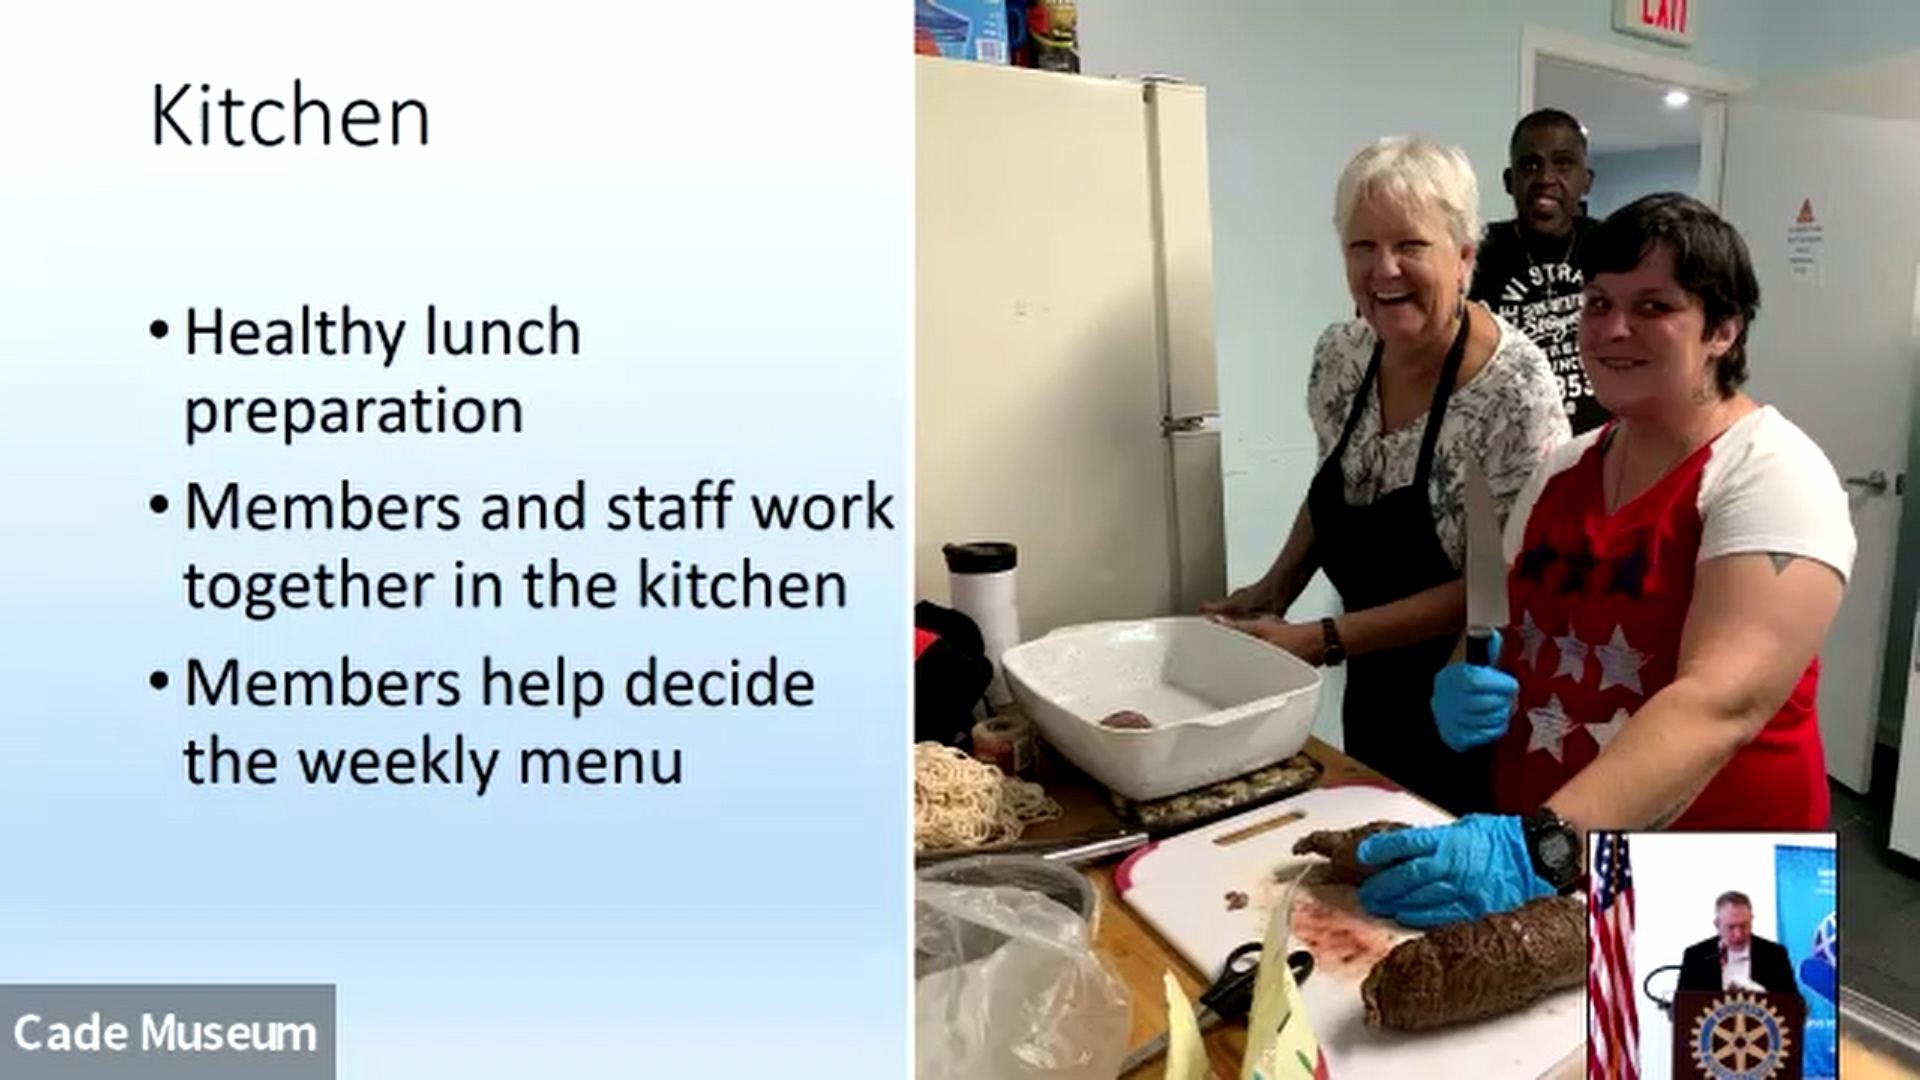 Kitchen
• Healthy lunch
preparation
• Members and staff work
together in the kitchen
• Members help decide
the weekly menu
Cade Museum
EXIT